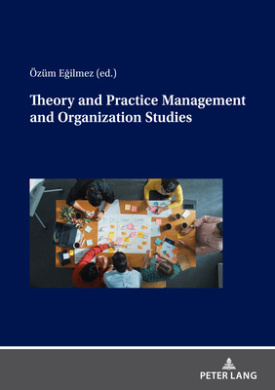 Özüm Eğilmez (ed.)
Theory and Practice Management
and Organization Studies
PETER LANG